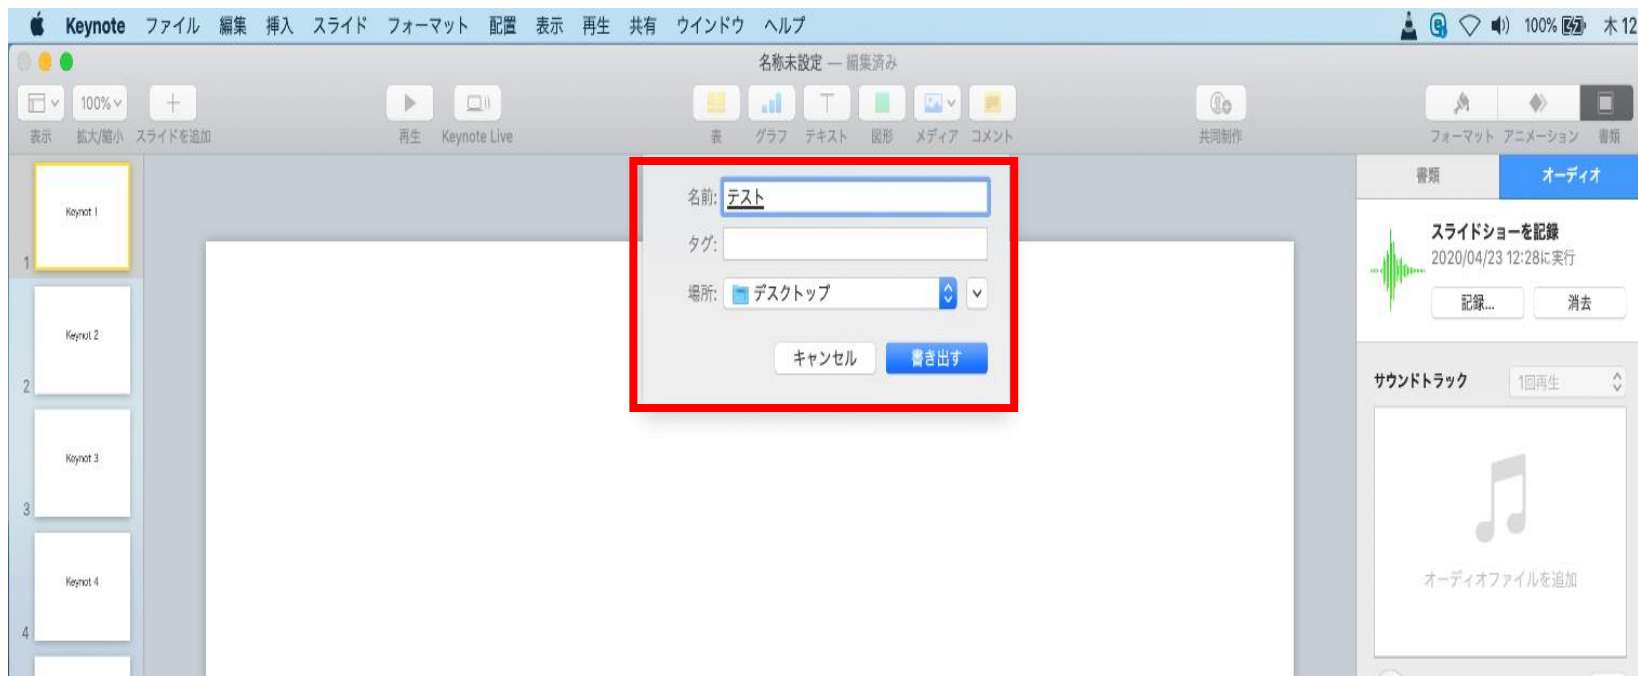 Keynote ファイル 編集 挿入 スライド フォーマット 配置 表示 再生 共有 ウインドウ ヘルプ 100% 木 12
名称未設定 — 編集済み
100%
表示 拡大/縮小 スライドを追加 再生 Keynote Live 表 グラフ テキスト 図形 メディア コメント 共同制作 フォーマット アニメーション 書類
Keynot 1
1
Keynot 2
2
Keynot 3
3
Keynot 4
4
名前: テスト
タグ:
場所: デスクトップ
キャンセル 書き出す
書類 オーディオ
スライドショーを記録
2020/04/23 12:28に実行
記録... 消去
サウンドトラック 1回再生
オーディオファイルを追加